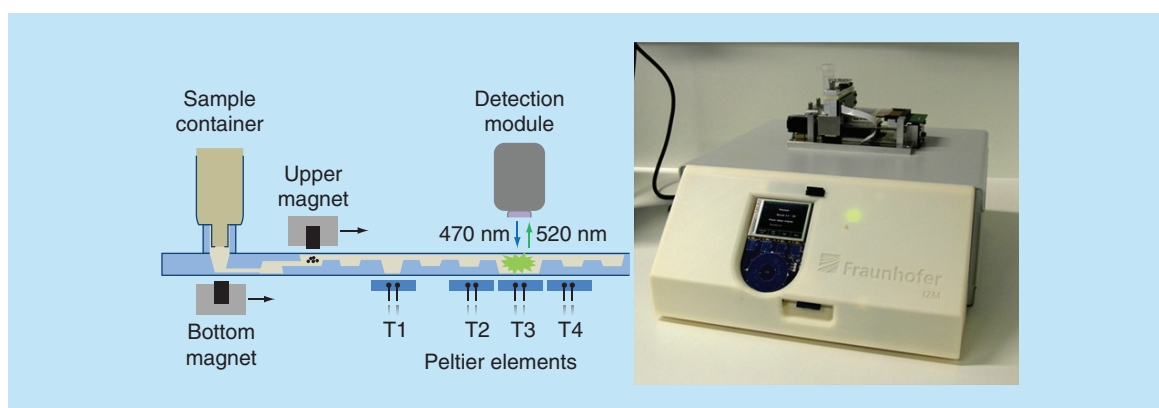 Sample
container
Upper
magnet
Detection
module
470 nm
520 nm
Bottom
magnet
T1
T2
T3
T4
Peltier elements
Fraunhofer
IZM